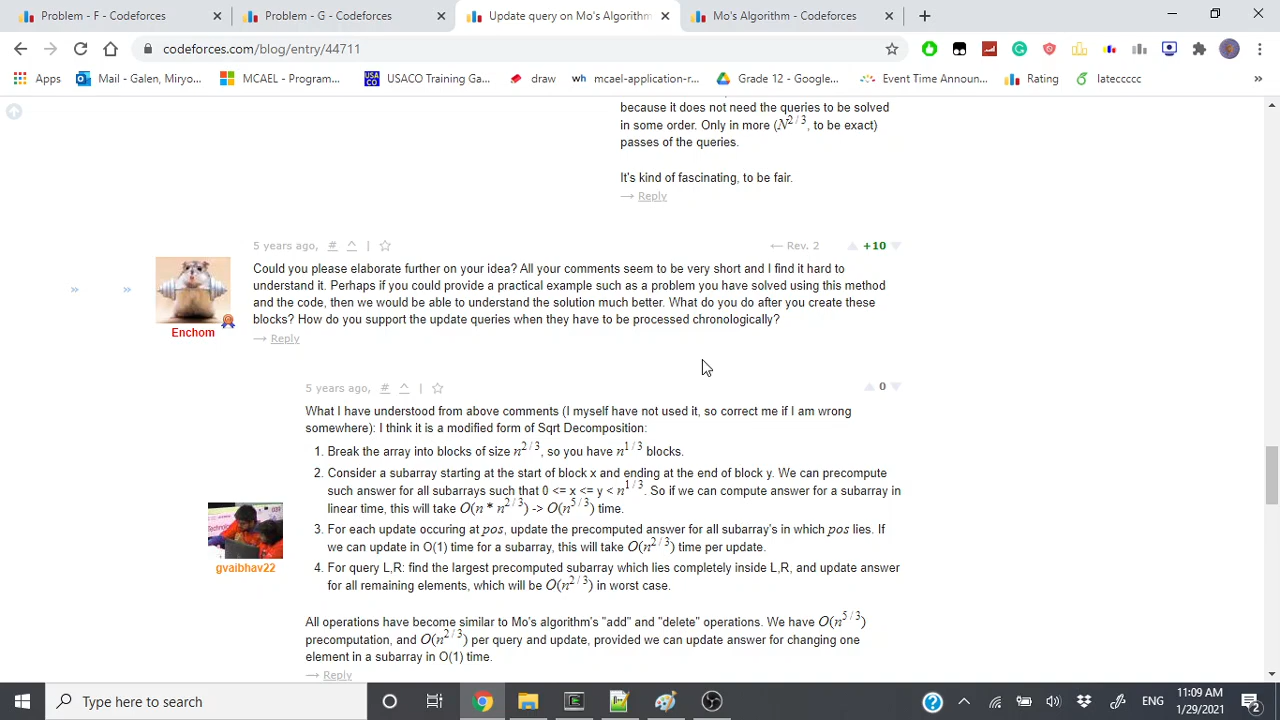 Problem - F - Codeforces
Problem - G - Codeforces
Update query on Mo's Algorithm
Mo's Algorithm - Codeforces
codeforces.com/blog/entry/44711
Apps
Mail - Galen, Miryo...
MCAEL - Program...
USACO Training Ga...
draw
mcael-application-r...
Grade 12 - Google...
Event Time Announ...
Rating
lateccccc
»
because it does not need the queries to be solved
in some order. Only in more (N^2/3, to be exact)
passes of the queries.
It's kind of fascinating, to be fair.
→ Reply
5 years ago, # ^ | ☆
← Rev. 2
+10
» »
Could you please elaborate further on your idea? All your comments seem to be very short and I find it hard to
understand it. Perhaps if you could provide a practical example such as a problem you have solved using this method
and the code, then we would be able to understand the solution much better. What do you do after you create these
blocks? How do you support the update queries when they have to be processed chronologically?
Enchom
→ Reply
5 years ago, # ^ | ☆
0
What I have understood from above comments (I myself have not used it, so correct me if I am wrong
somewhere): I think it is a modified form of Sqrt Decomposition:
1. Break the array into blocks of size n^2/3, so you have n^1/3 blocks.
2. Consider a subarray starting at the start of block x and ending at the end of block y. We can precompute
such answer for all subarrays such that 0 <= x <= y < n^1/3. So if we can compute answer for a subarray in
linear time, this will take O(n * n^2/3) -> O(n^5/3) time.
3. For each update occuring at pos, update the precomputed answer for all subarray's in which pos lies. If
we can update in O(1) time for a subarray, this will take O(n^2/3) time per update.
gvaibhav22
4. For query L,R: find the largest precomputed subarray which lies completely inside L,R, and update answer
for all remaining elements, which will be O(n^2/3) in worst case.
All operations have become similar to Mo's algorithm's "add" and "delete" operations. We have O(n^5/3)
precomputation, and O(n^2/3) per query and update, provided we can update answer for changing one
element in a subarray in O(1) time.
→ Reply
Type here to search
ENG
11:09 AM
1/29/2021
2